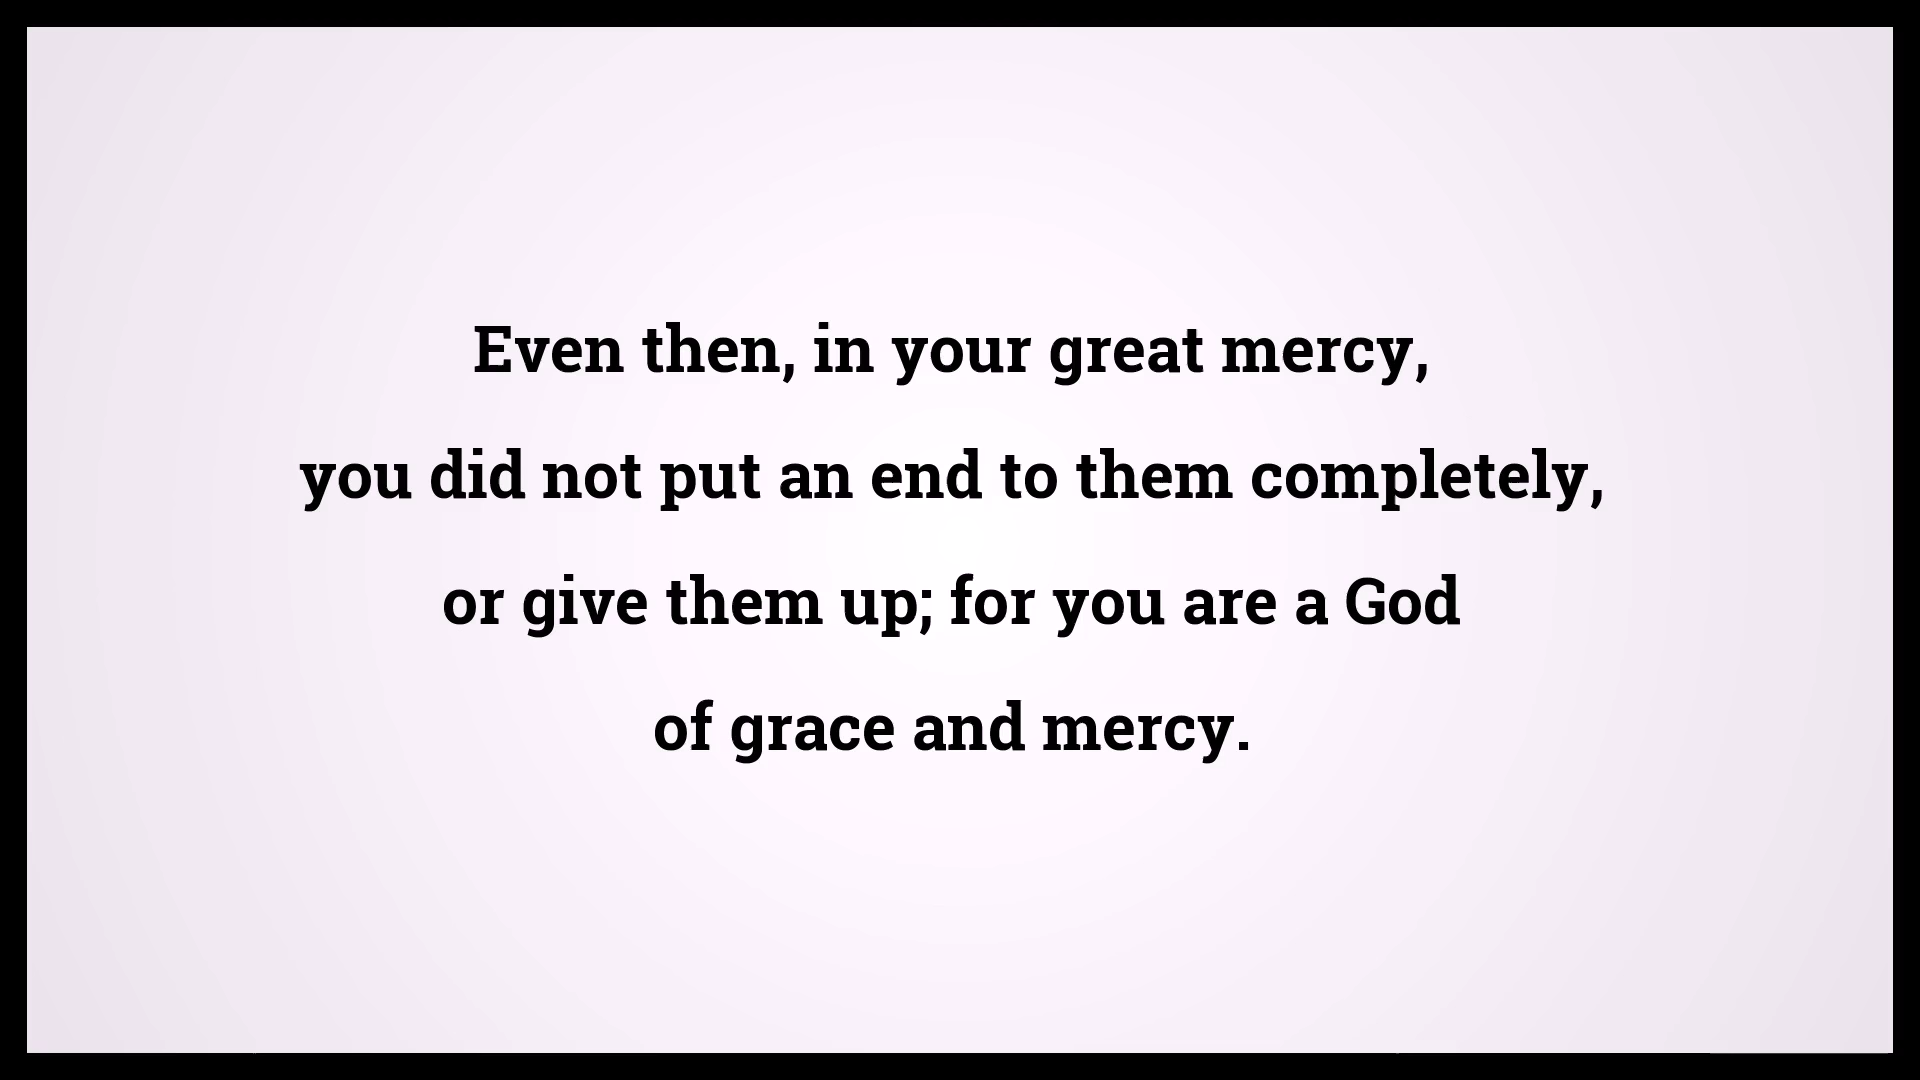 Even then, in your great mercy,
you did not put an end to them completely,
or give them up; for you are a God
of grace and mercy.